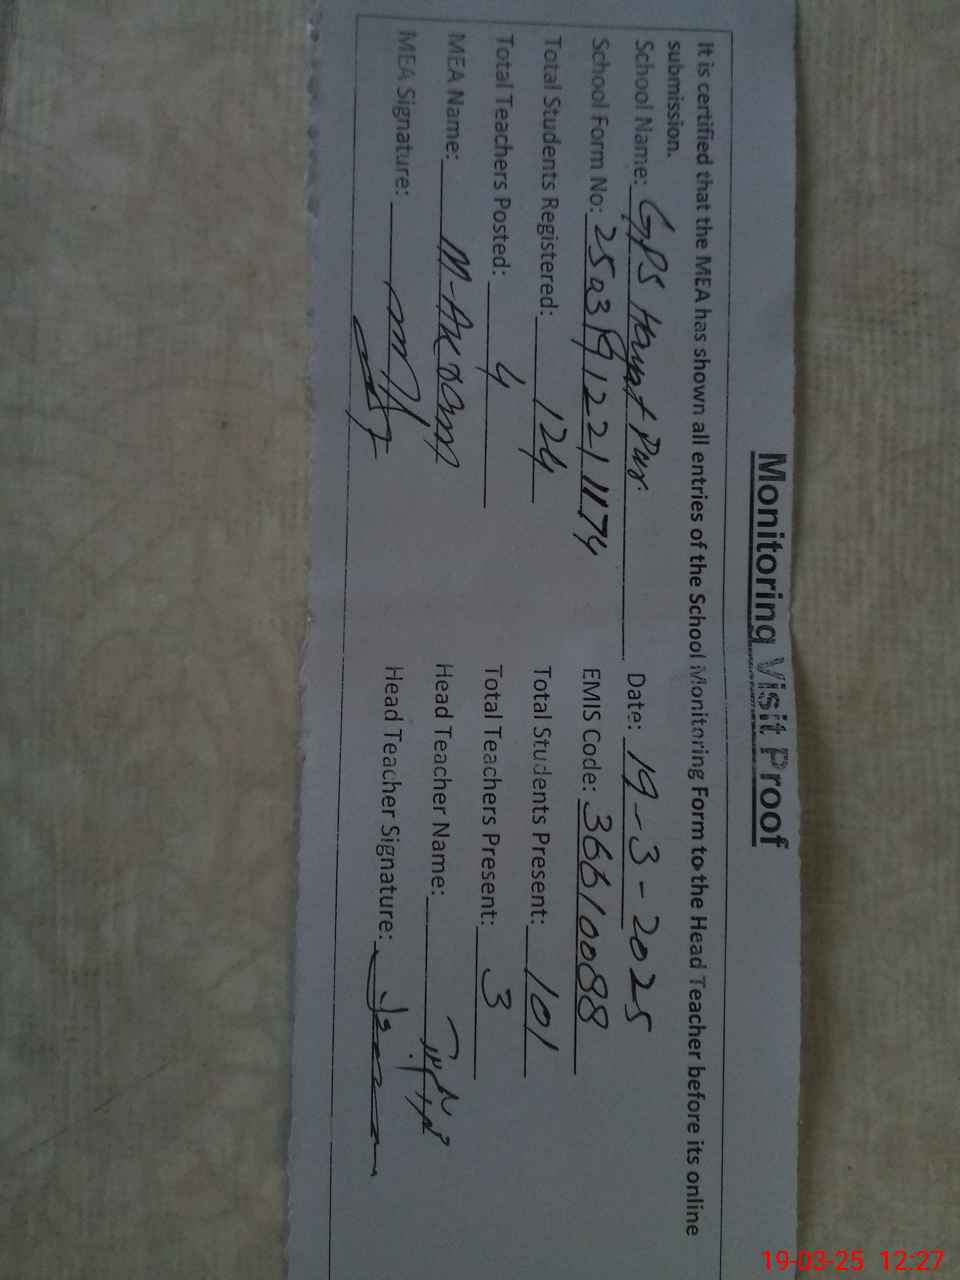 Monitoring Visit Proof
It is certified that the MEA has shown all entries of the School Monitoring Form to the Head Teacher before its online
submission.
School Name: GPS Pur Date: 19-3-2025
School Form No: EMIS Code: 36610088
Total Students Registered: 124 Total Students Present: 101
Total Teachers Posted: 4 Total Teachers Present: 3
MEA Name: M-Akram Head Teacher Name:
MEA Signature: Head Teacher Signature:
19-03-25 12:27